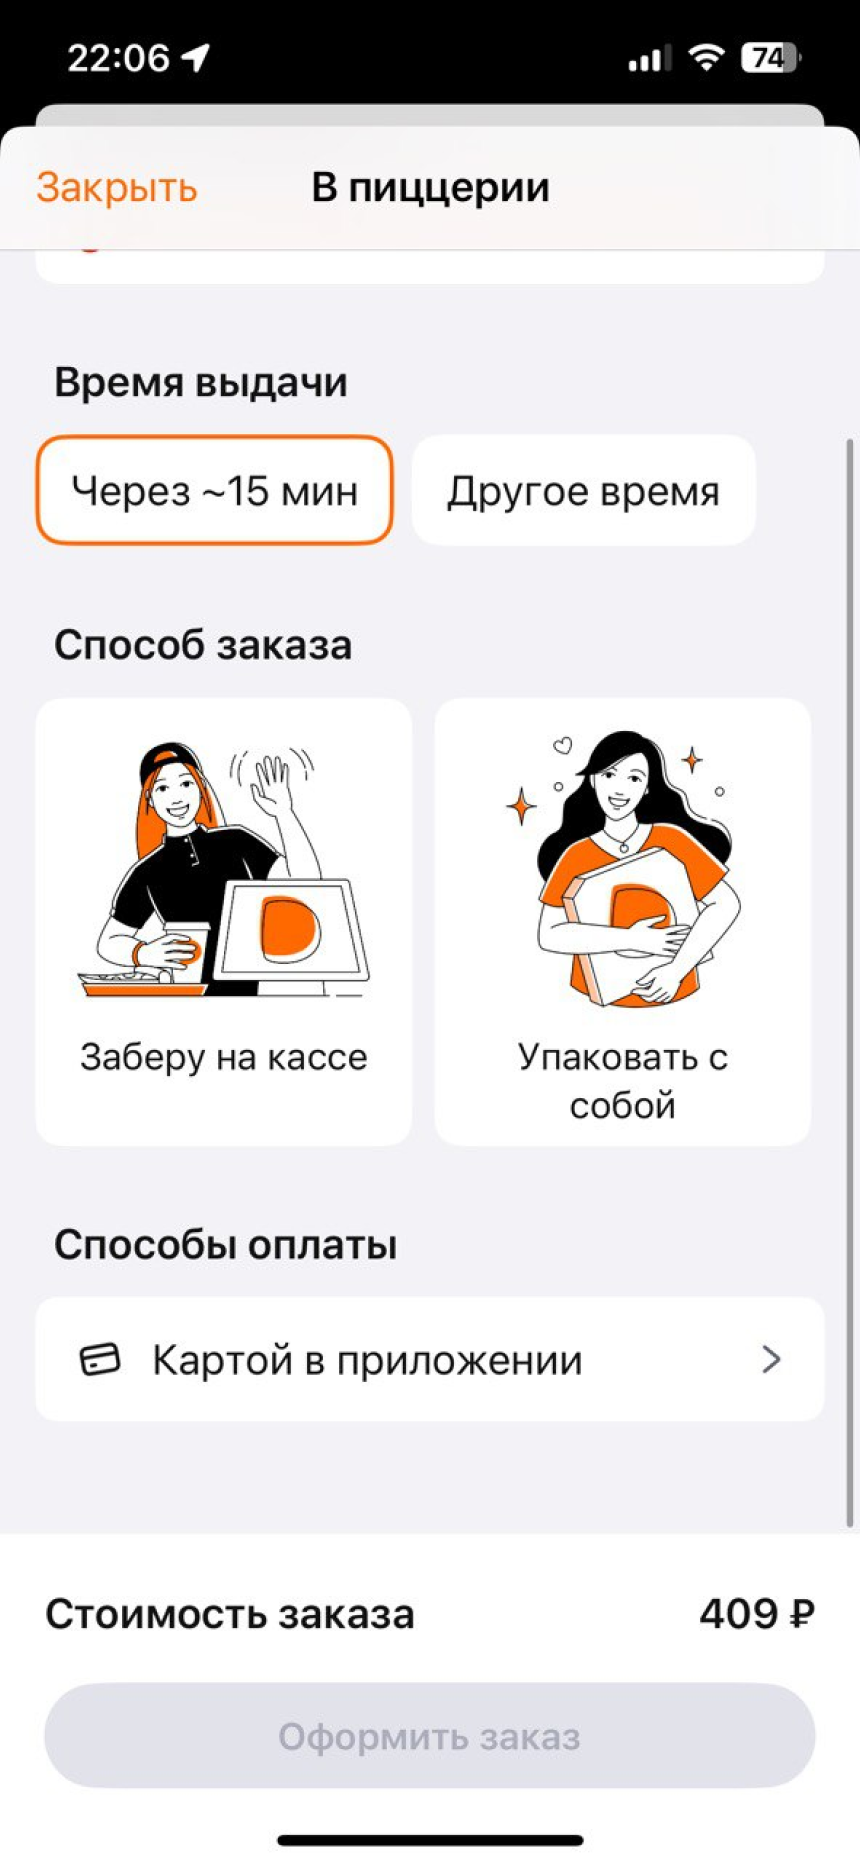 22:06
74
Закрыть
В пиццерии
Время выдачи
Через ~15 мин
Другое время
Способ заказа
Заберу на кассе
Упаковать с
собой
Способы оплаты
Картой в приложении
Стоимость заказа
409 ₽
Оформить заказ